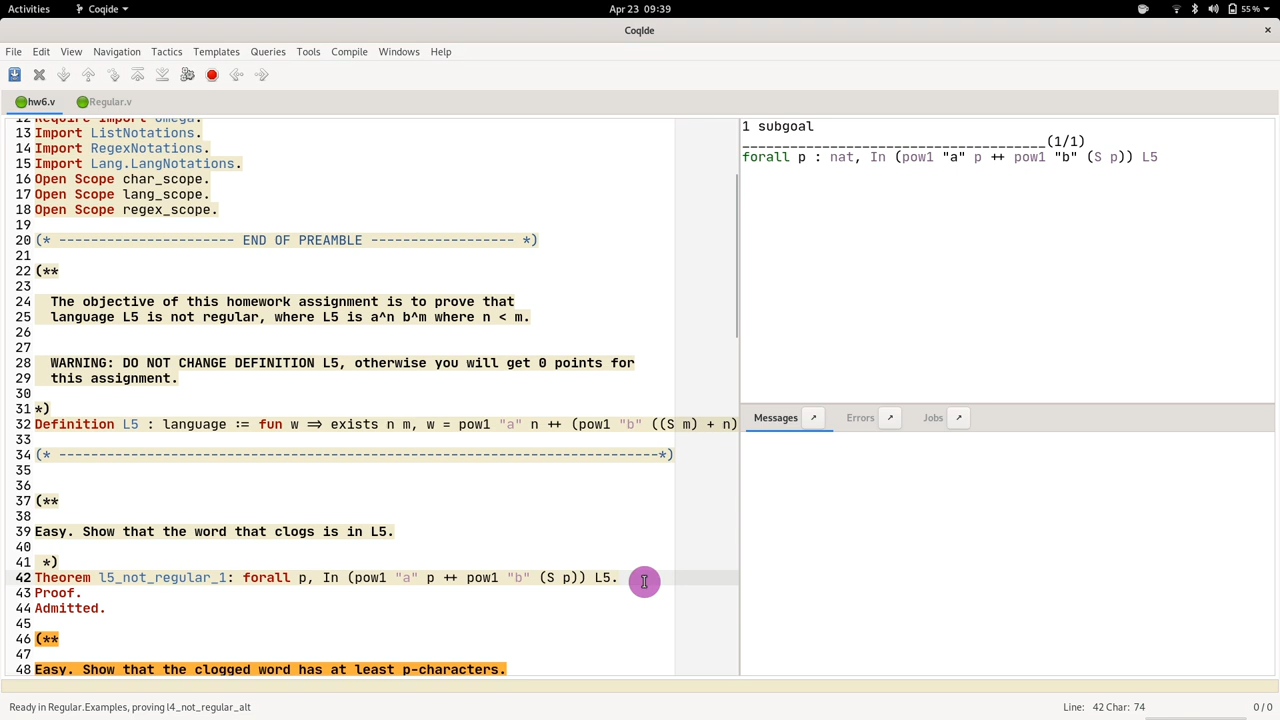 Activities Coqide Apr 23 09:39 55 %
CoqIde
File Edit View Navigation Tactics Templates Queries Tools Compile Windows Help
hw6.v Regular.v
12 Require Import Omega.
13 Import ListNotations.
14 Import RegexNotations.
15 Import Lang.LangNotations.
16 Open Scope char_scope.
17 Open Scope lang_scope.
18 Open Scope regex_scope.
19
20 (* ---------------------- END OF PREAMBLE ------------------ *)
21
22 (**
23
24 The objective of this homework assignment is to prove that
25 language L5 is not regular, where L5 is a^n b^m where n < m.
26
27
28 WARNING: DO NOT CHANGE DEFINITION L5, otherwise you will get 0 points for
29 this assignment.
30
31 *)
32 Definition L5 : language := fun w => exists n m, w = pow1 "a" n ++ (pow1 "b" ((S m) + n)
33
34 (* ---------------------------------------------------------------------------*)
35
36
37 (**
38
39 Easy. Show that the word that clogs is in L5.
40
41 *)
42 Theorem l5_not_regular_1: forall p, In (pow1 "a" p ++ pow1 "b" (S p)) L5.
43 Proof.
44 Admitted.
45
46 (**
47
48 Easy. Show that the clogged word has at least p-characters.
1 subgoal
______________________________________(1/1)
forall p : nat, In (pow1 "a" p ++ pow1 "b" (S p)) L5
Messages Errors Jobs
Ready in Regular.Examples, proving l4_not_regular_alt Line: 42 Char: 74 0 / 0